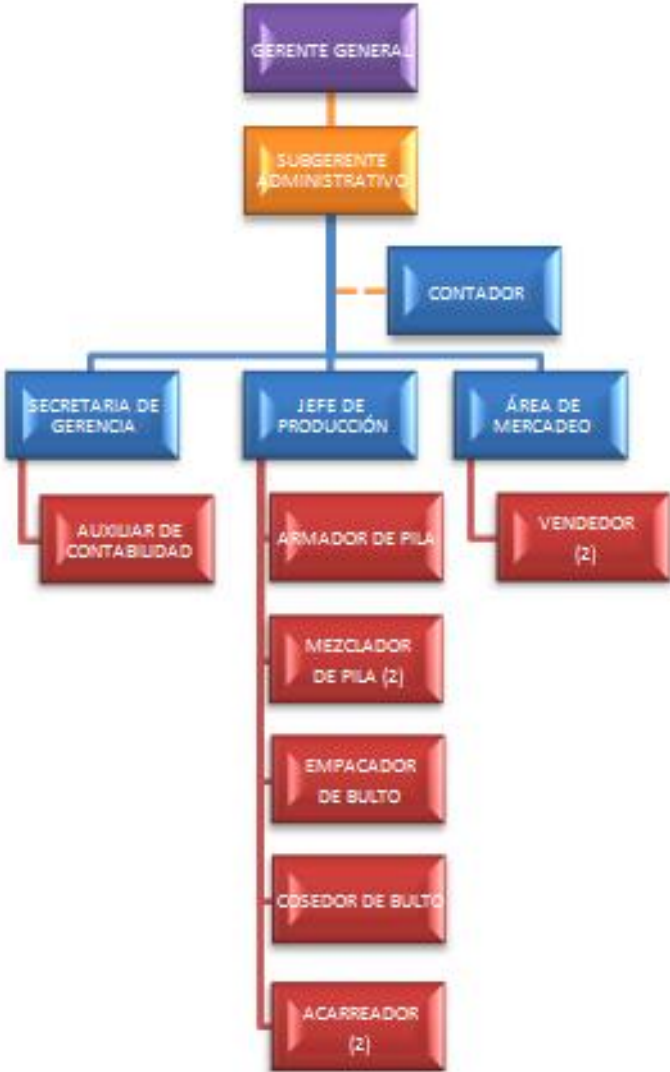 GERENTE GENERAL
SUBGERENTE
ADMINISTRATIVO
CONTADOR
SECRETARIA DE
GERENCIA
JEFE DE
PRODUCCIÓN
ÁREA DE
MERCADEO
AUXILIAR DE
CONTABILIDAD
ARMADOR DE PILA
VENDEDOR
(2)
MEZCLADOR
DE PILA (2)
EMPACADOR
DE BULTO
COSEDOR DE BULTO
ACARREADOR
(2)